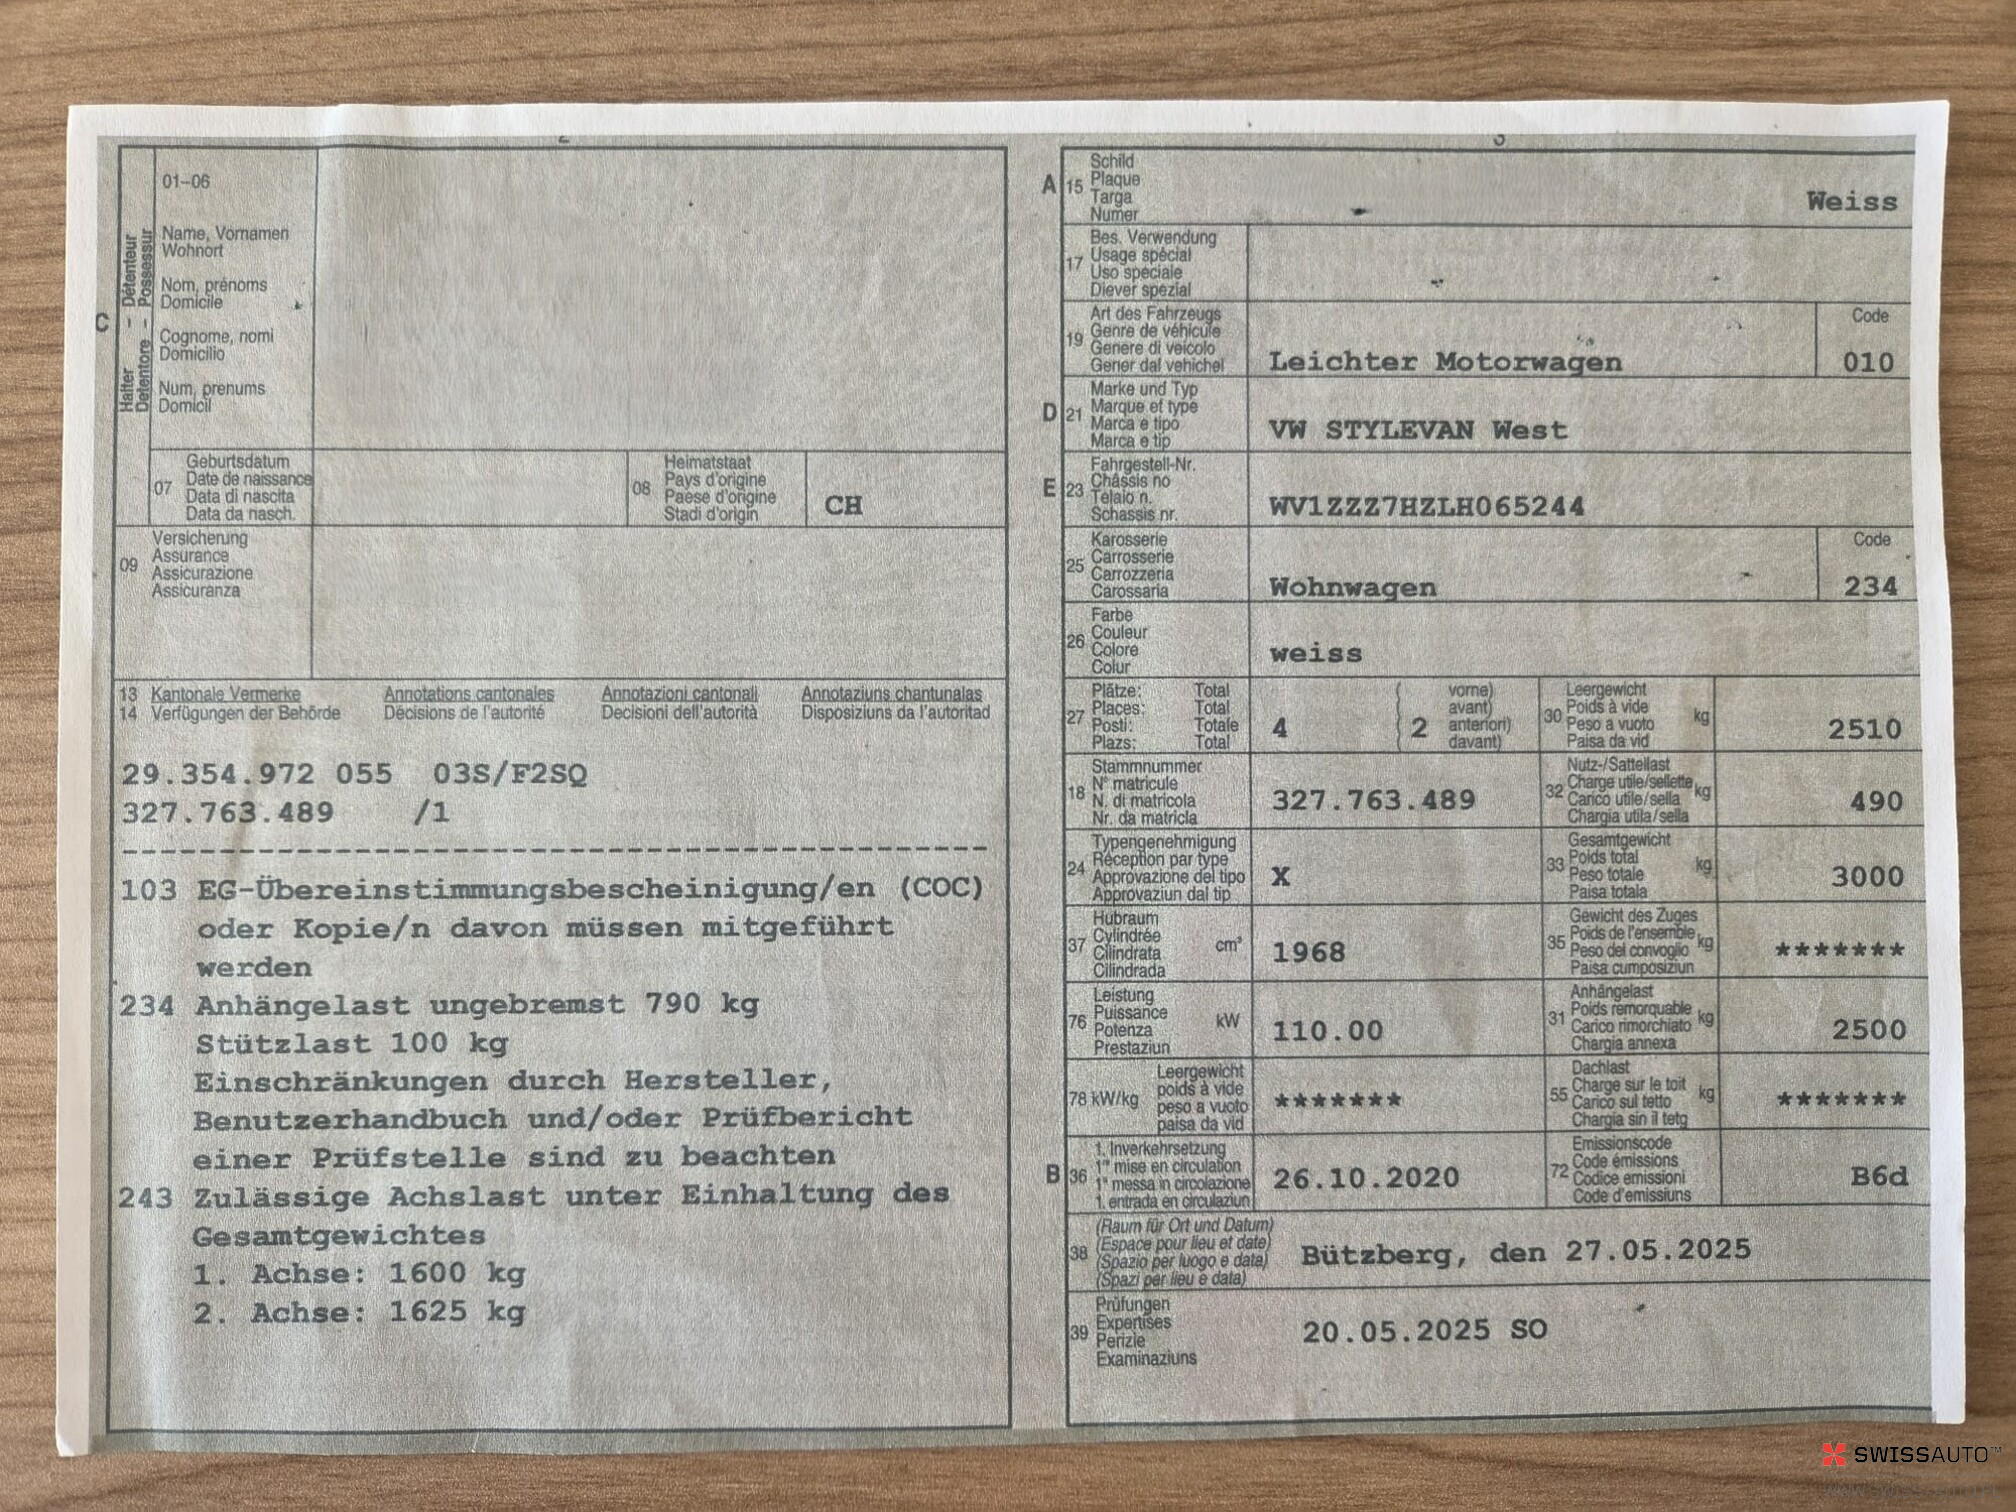 01-06
Name, Vornamen
Wohnort
Nom, prénoms
Domicile
Cognome, nomi
Domicilio
Num, prenums
Domicil
C
Halter - Détenteur
Detentore - Possessur
07
Geburtsdatum
Date de naissance
Data di nascita
Data da nasch.
08
Heimatstaat
Pays d'origine
Paese d'origine
Stadi d'origin
CH
09
Versicherung
Assurance
Assicurazione
Assicuranza
13 Kantonale Vermerke Annotations cantonales Annotazioni cantonali Annotaziuns chantunalas
14 Verfügungen der Behörde Décisions de l'autorité Decisioni dell'autorità Disposiziuns da l'autoritad
29.354.972 055 03S/F2SQ
327.763.489 /1
103 EG-Übereinstimmungsbescheinigung/en (COC)
oder Kopie/n davon müssen mitgeführt
werden
234 Anhängelast ungebremst 790 kg
Stützlast 100 kg
Einschränkungen durch Hersteller,
Benutzerhandbuch und/oder Prüfbericht
einer Prüfstelle sind zu beachten
243 Zulässige Achslast unter Einhaltung des
Gesamtgewichtes
1. Achse: 1600 kg
2. Achse: 1625 kg
A 15
Schild
Plaque
Targa
Numer
Weiss
17
Bes. Verwendung
Usage spécial
Uso speciale
Diever spezial
19
Art des Fahrzeugs
Genre de véhicule
Genere di veicolo
Gener dal vehichel
Leichter Motorwagen
Code
010
D 21
Marke und Typ
Marque et type
Marca e tipo
Marca e tip
VW STYLEVAN West
E 23
Fahrgestell-Nr.
Châssis no
Telaio n.
Schassis nr.
WV1ZZZ7HZLH065244
25
Karosserie
Carrosserie
Carrozzeria
Carossaria
Wohnwagen
Code
234
26
Farbe
Couleur
Colore
Colur
weiss
27
Plätze: Total
Places: Total
Posti: Totale
Plazs: Total
4 ( 2
vorne)
avant)
anteriori)
davant)
30
Leergewicht
Poids à vide
Peso a vuoto
Paisa da vid
kg
2510
18
Stammnummer
N° matricule
N. di matricola
Nr. da matricla
327.763.489
32
Nutz-/Sattellast
Charge utile/sellette
Carico utile/sella
Chargia utila/sella
kg
490
24
Typengenehmigung
Réception par type
Approvazione del tipo
Approvaziun dal tip
X
33
Gesamtgewicht
Poids total
Peso totale
Paisa totala
kg
3000
37
Hubraum
Cylindrée
Cilindrata
Cilindrada
cm³
1968
35
Gewicht des Zuges
Poids de l'ensemble
Peso del convoglio
Paisa cumposiziun
kg
*******
76
Leistung
Puissance
Potenza
Prestaziun
kW
110.00
31
Anhängelast
Poids remorquable
Carico rimorchiato
Chargia annexa
kg
2500
78 kW/kg
Leergewicht
poids à vide
peso a vuoto
paisa da vid
*******
55
Dachlast
Charge sur le toit
Carico sul tetto
Chargia sin il tetg
kg
*******
B 36
1. Inverkehrsetzung
1re mise en circulation
1a messa in circolazione
1. entrada en circulaziun
26.10.2020
72
Emissionscode
Code émissions
Codice emissioni
Code d'emissiuns
B6d
38
(Raum für Ort und Datum)
(Espace pour lieu et date)
(Spazio per luogo e data)
(Spazi per lieu e data)
Bützberg, den 27.05.2025
39
Prüfungen
Expertises
Perizie
Examinaziuns
20.05.2025 SO
SWISSAUTO™